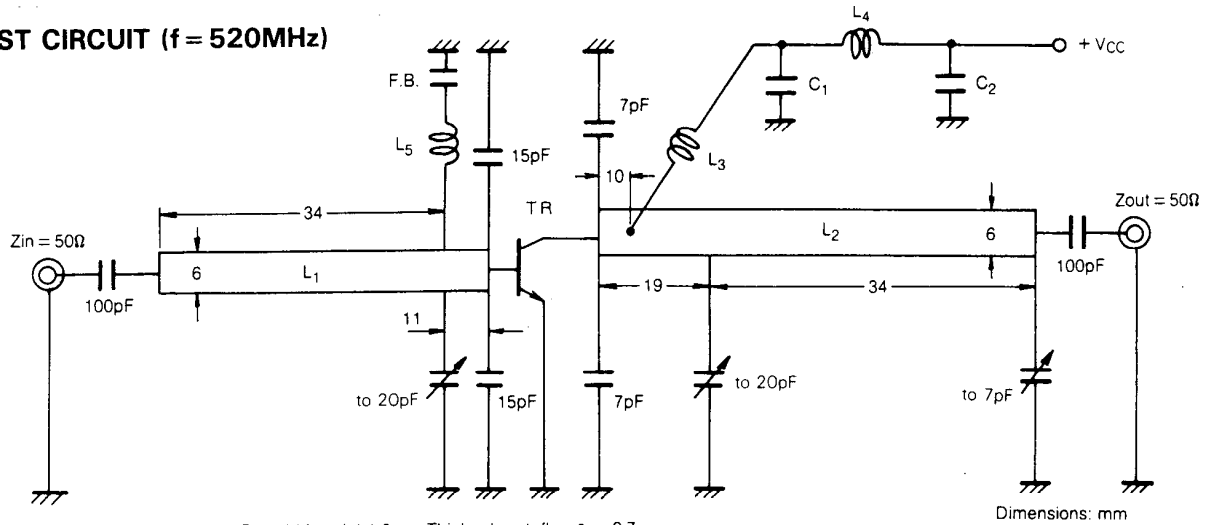 ST CIRCUIT (f = 520MHz)
L4
+ VCC
F.B.
7pF
C1
C2
L5
15pF
L3
10
TR
34
Zin = 50Ω
Zout = 50Ω
6
L1
L2
6
100pF
100pF
19
34
11
to 20pF
15pF
7pF
to 20pF
to 7pF
Dimensions: mm